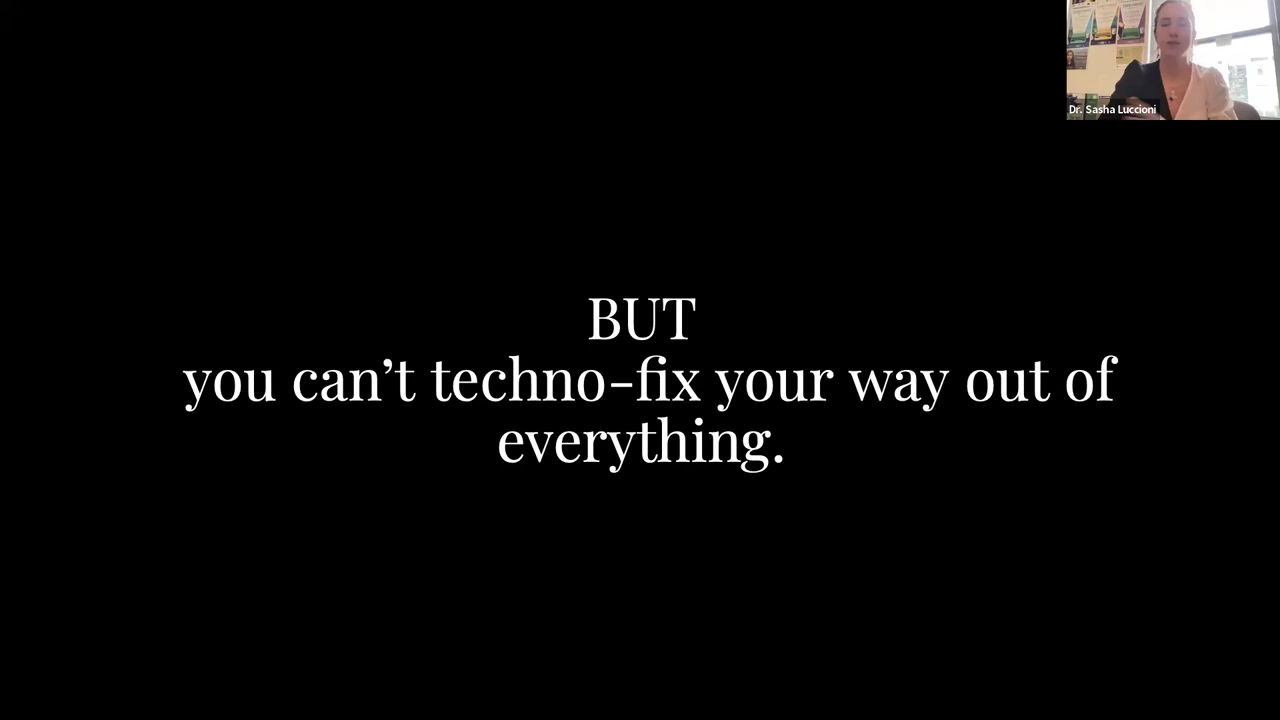 Dr. Sasha Luccioni
BUT
you can’t techno-fix your way out of
everything.